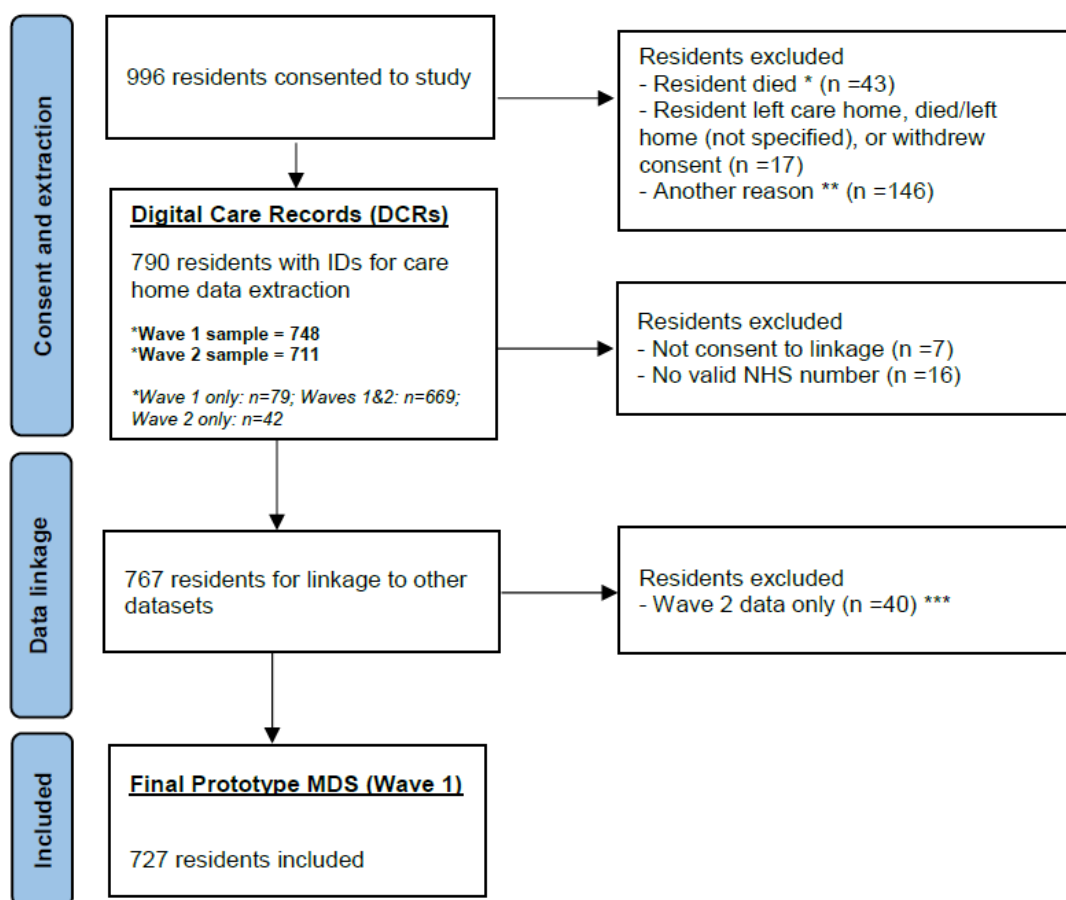 Consent and extraction
996 residents consented to study
Residents excluded
- Resident died * (n =43)
- Resident left care home, died/left
home (not specified), or withdrew
consent (n =17)
- Another reason ** (n =146)
Digital Care Records (DCRs)
790 residents with IDs for care
home data extraction
*Wave 1 sample = 748
*Wave 2 sample = 711
*Wave 1 only: n=79; Waves 1&2: n=669;
Wave 2 only: n=42
Residents excluded
- Not consent to linkage (n =7)
- No valid NHS number (n =16)
Data linkage
767 residents for linkage to other
datasets
Residents excluded
- Wave 2 data only (n =40) ***
Included
Final Prototype MDS (Wave 1)
727 residents included